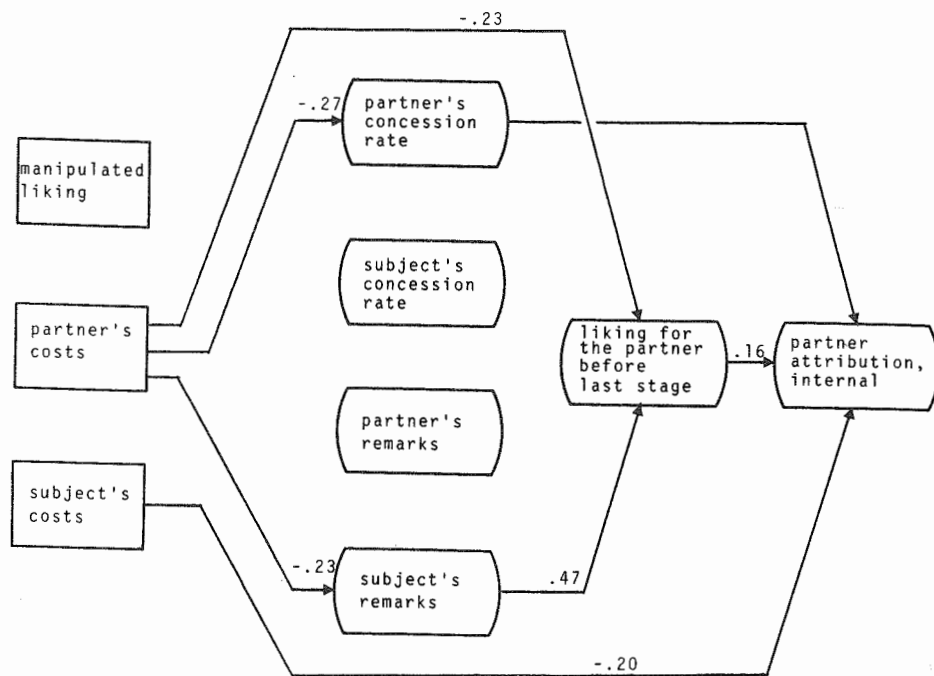 -.23
-.27
partner's
concession
rate
manipulated
liking
subject's
concession
rate
partner's
costs
liking for
the partner
before
last stage
.16
partner
attribution,
internal
partner's
remarks
subject's
costs
-.23
subject's
remarks
.47
-.20